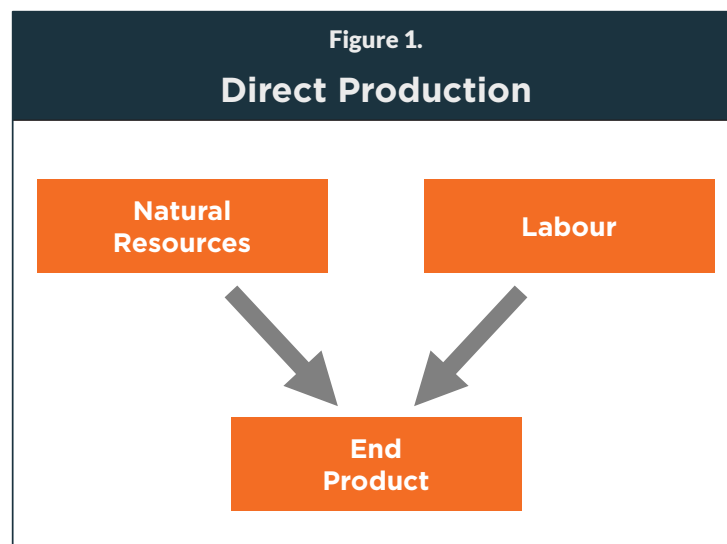 Figure 1.
Direct Production
Natural
Resources
Labour
End
Product